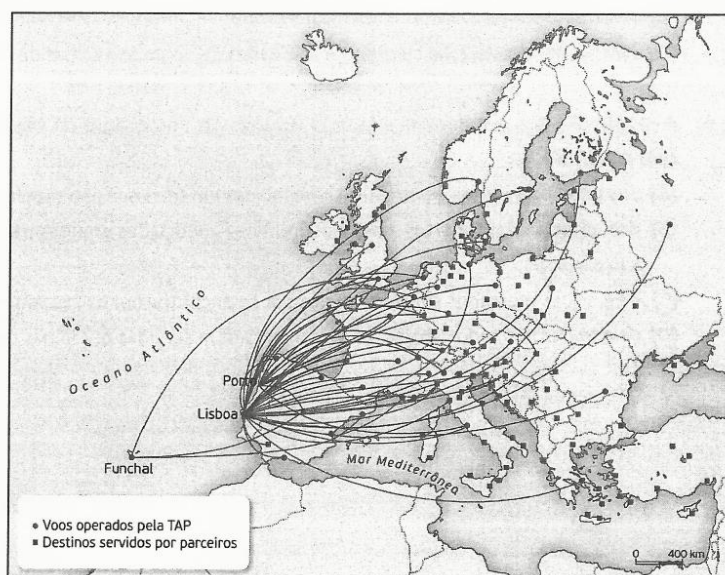 Oceano Atlântico
Porto
Lisboa
Funchal
Mar Mediterrâneo
● Voos operados pela TAP
■ Destinos servidos por parceiros
0 400 km